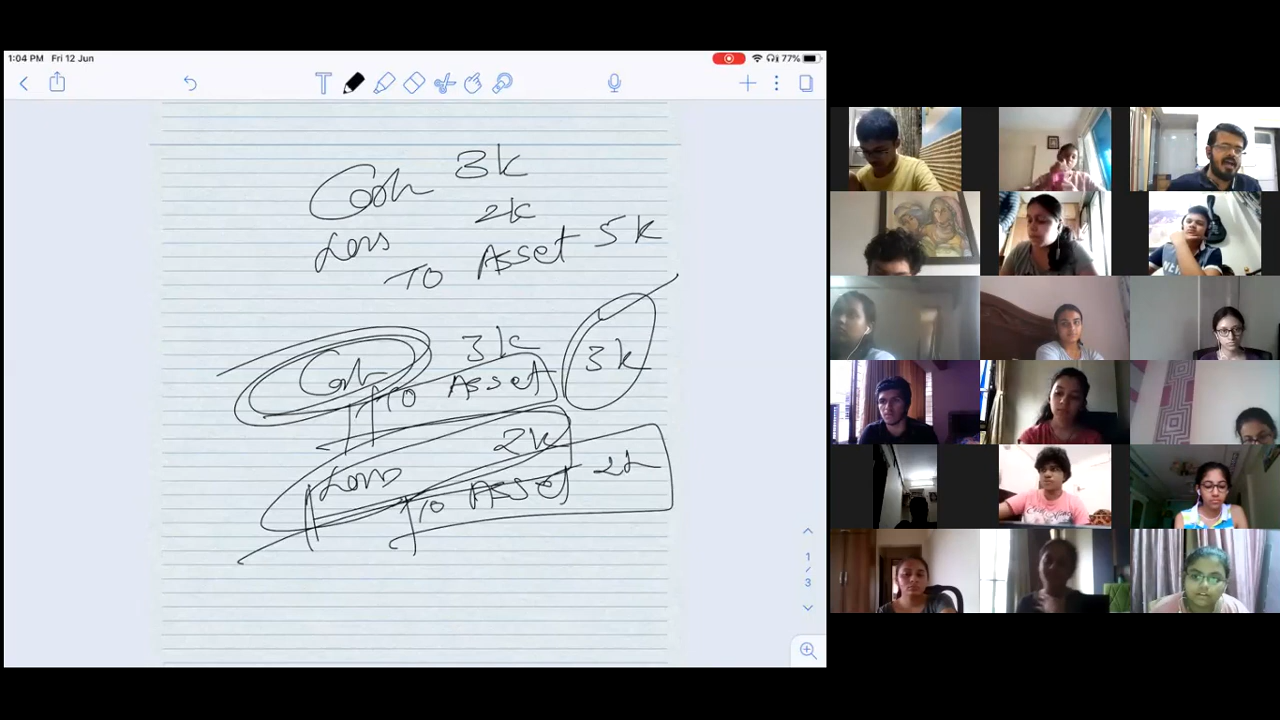 1:04 PM Fri 12 Jun 77%
T
Cash 3k
Loss 2k
To Asset 5k
Cash 3k
To Asset 3k
Loss 2k
To Asset
1
/
3